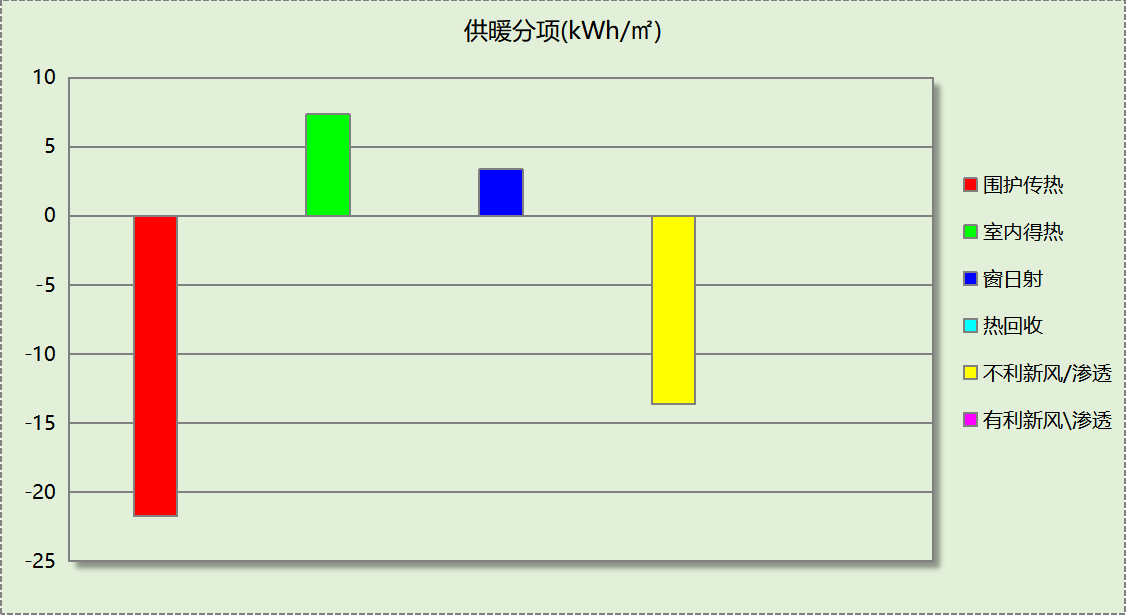 供暖分项(kWh/㎡)
10
5
0
-5
-10
-15
-20
-25
围护传热
室内得热
窗日射
热回收
不利新风/渗透
有利新风\渗透